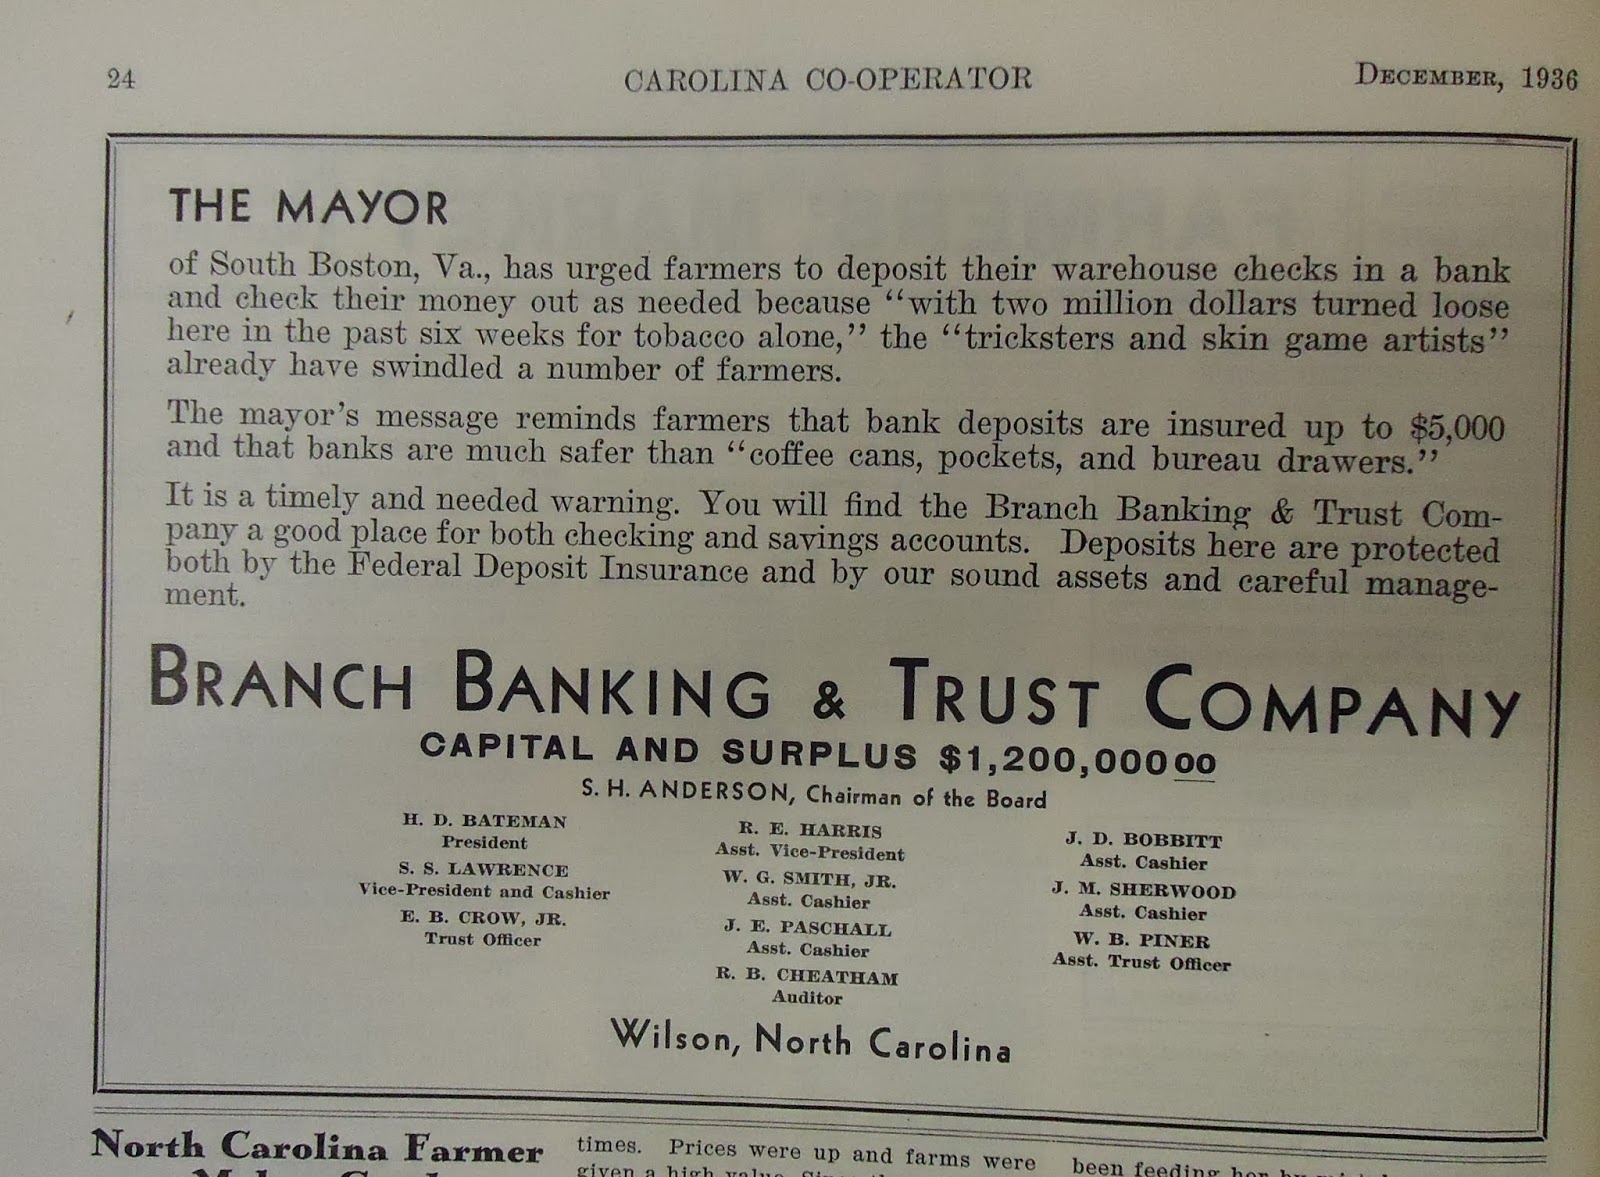 24
CAROLINA CO-OPERATOR
DECEMBER, 1936
THE MAYOR
of South Boston, Va., has urged farmers to deposit their warehouse checks in a bank
and check their money out as needed because "with two million dollars turned loose
here in the past six weeks for tobacco alone," the "tricksters and skin game artists"
already have swindled a number of farmers.
The mayor's message reminds farmers that bank deposits are insured up to $5,000
and that banks are much safer than "coffee cans, pockets, and bureau drawers."
It is a timely and needed warning. You will find the Branch Banking & Trust Com-
pany a good place for both checking and savings accounts. Deposits here are protected
both by the Federal Deposit Insurance and by our sound assets and careful manage-
ment.
BRANCH BANKING & TRUST COMPANY
CAPITAL AND SURPLUS $1,200,000 00
S. H. ANDERSON, Chairman of the Board
H. D. BATEMAN
President
S. S. LAWRENCE
Vice-President and Cashier
E. B. CROW, JR.
Trust Officer
R. E. HARRIS
Asst. Vice-President
W. G. SMITH, JR.
Asst. Cashier
J. E. PASCHALL
Asst. Cashier
R. B. CHEATHAM
Auditor
J. D. BOBBITT
Asst. Cashier
J. M. SHERWOOD
Asst. Cashier
W. B. PINER
Asst. Trust Officer
Wilson, North Carolina
North Carolina Farmer
times. Prices were up and farms were
given a high value.
been feeding her by